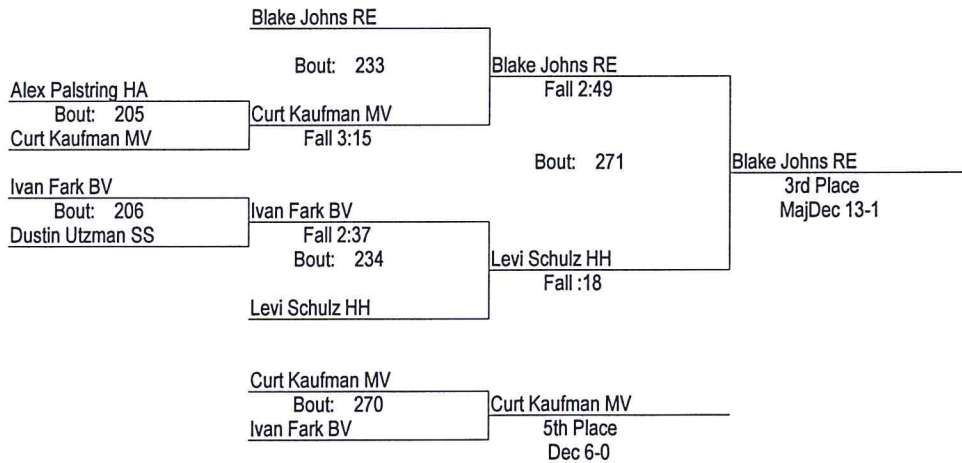 Blake Johns RE
Bout: 233
Blake Johns RE
Fall 2:49
Alex Palstring HA
Bout: 205
Curt Kaufman MV
Curt Kaufman MV
Fall 3:15
Bout: 271
Blake Johns RE
3rd Place
MajDec 13-1
Ivan Fark BV
Bout: 206
Dustin Utzman SS
Ivan Fark BV
Fall 2:37
Bout: 234
Levi Schulz HH
Fall :18
Levi Schulz HH
Curt Kaufman MV
Bout: 270
Ivan Fark BV
Curt Kaufman MV
5th Place
Dec 6-0